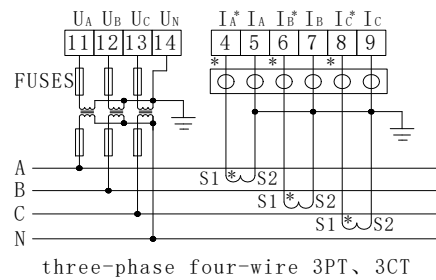 UA UB UC UN IA* IA IB* IB IC* IC
11 12 13 14 4 5 6 7 8 9
* * *
FUSES
A
S1 * S2
B
S1 * S2
C
S1 * S2
N
three-phase four-wire 3PT、3CT